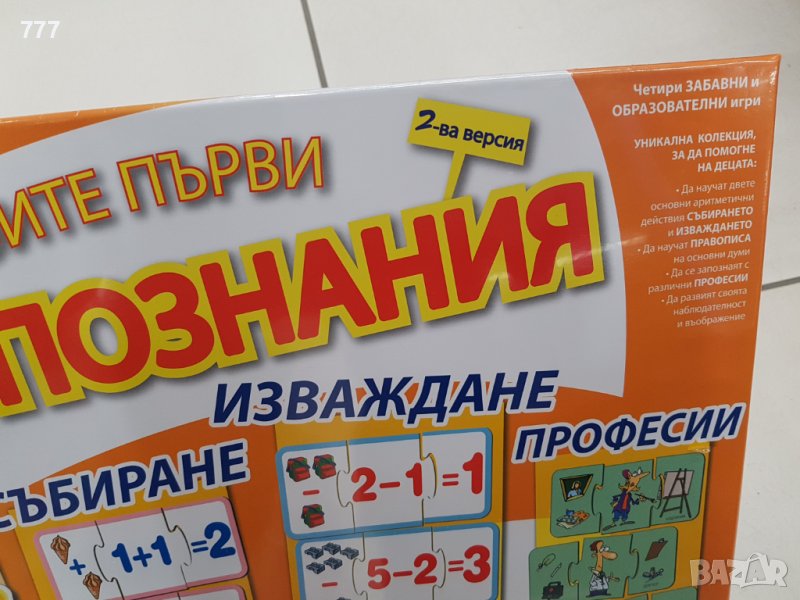 777
Четири ЗАБАВНИ и
ОБРАЗОВАТЕЛНИ игри
2-ва версия
УНИКАЛНА КОЛЕКЦИЯ,
ЗА ДА ПОМОГНЕ
НА ДЕЦАТА:
• Да научат двете
основни аритметични
действия СЪБИРАНЕТО
и ИЗВАЖДАНЕТО
• Да научат ПРАВОПИСА
на основни думи
• Да се запознаят с
различни ПРОФЕСИИ
• Да развият своята
наблюдателност
и въображение
ИТЕ ПЪРВИ
ПОЗНАНИЯ
ИЗВАЖДАНЕ
ПРОФЕСИИ
СЪБИРАНЕ
- 2-1=1
+ 1+1=2
- 5-2=3
BAZAR